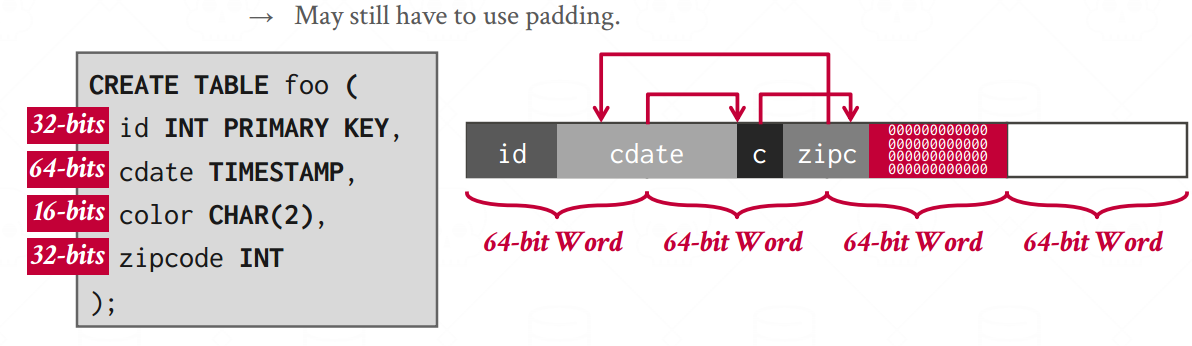 → May still have to use padding.
CREATE TABLE foo (
32-bits id INT PRIMARY KEY,
64-bits cdate TIMESTAMP,
16-bits color CHAR(2),
32-bits zipcode INT
);
id cdate c zipc
000000000000
000000000000
000000000000
000000000000
64-bit Word 64-bit Word 64-bit Word 64-bit Word